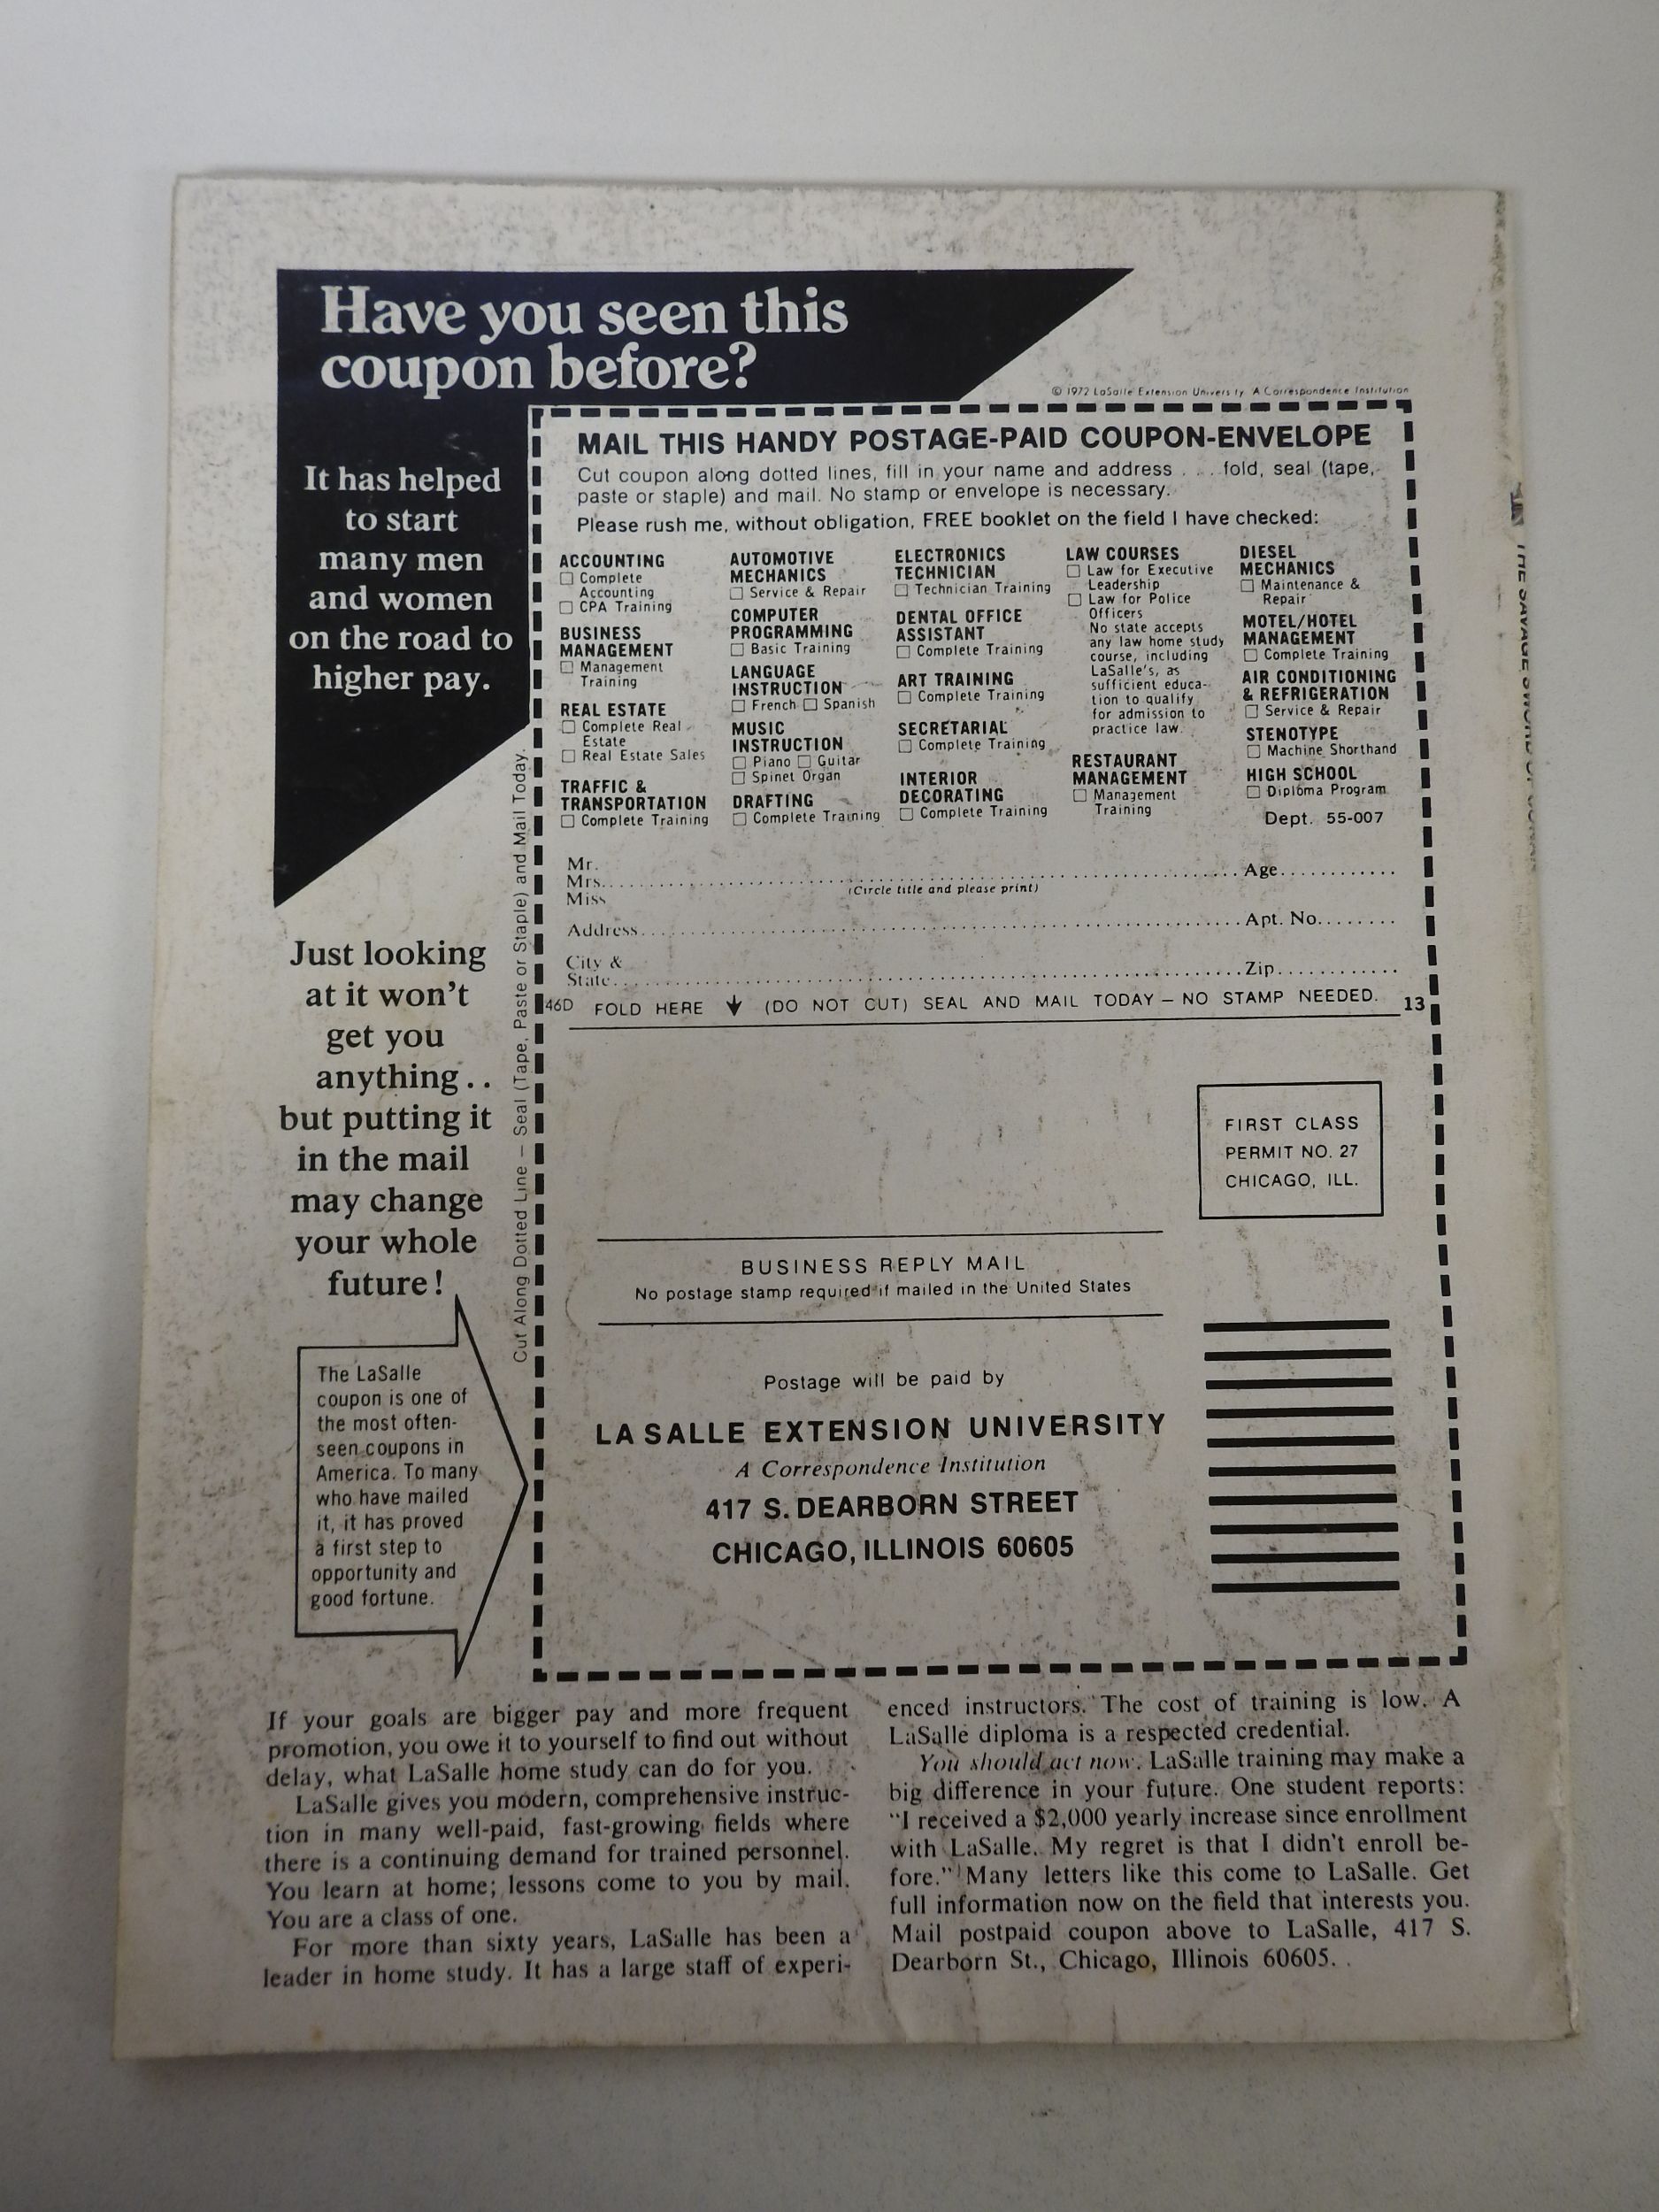 Have you seen this
coupon before?
It has helped
to start
many men
and women
on the road to
higher pay.
Just looking
at it won't
get you
anything..
but putting it
in the mail
may change
your whole
future!
The LaSalle
coupon is one of
the most often-
seen coupons in
America. To many
who have mailed
it, it has proved
a first step to
opportunity and
good fortune.
Cut Along Dotted Line — Seal (Tape, Paste or Staple) and Mail Today.
© 1972 LaSalle Extension University A Correspondence Institution
MAIL THIS HANDY POSTAGE-PAID COUPON-ENVELOPE
Cut coupon along dotted lines, fill in your name and address . . . fold, seal (tape,
paste or staple) and mail. No stamp or envelope is necessary.
Please rush me, without obligation, FREE booklet on the field I have checked:
ACCOUNTING
☐ Complete
Accounting
☐ CPA Training
BUSINESS
MANAGEMENT
☐ Management
Training
REAL ESTATE
☐ Complete Real
Estate
☐ Real Estate Sales
TRAFFIC &
TRANSPORTATION
☐ Complete Training
AUTOMOTIVE
MECHANICS
☐ Service & Repair
COMPUTER
PROGRAMMING
☐ Basic Training
LANGUAGE
INSTRUCTION
☐ French ☐ Spanish
MUSIC
INSTRUCTION
☐ Piano ☐ Guitar
☐ Spinet Organ
DRAFTING
☐ Complete Training
ELECTRONICS
TECHNICIAN
☐ Technician Training
DENTAL OFFICE
ASSISTANT
☐ Complete Training
ART TRAINING
☐ Complete Training
SECRETARIAL
☐ Complete Training
INTERIOR
DECORATING
☐ Complete Training
LAW COURSES
☐ Law for Executive
Leadership
☐ Law for Police
Officers
No state accepts
any law home study
course, including
LaSalle's, as
sufficient educa-
tion to qualify
for admission to
practice law.
RESTAURANT
MANAGEMENT
☐ Management
Training
DIESEL
MECHANICS
☐ Maintenance &
Repair
MOTEL/HOTEL
MANAGEMENT
☐ Complete Training
AIR CONDITIONING
& REFRIGERATION
☐ Service & Repair
STENOTYPE
☐ Machine Shorthand
HIGH SCHOOL
☐ Diploma Program
Dept. 55-007
Mr.
Mrs. Age
Miss
(Circle title and please print)
Address Apt. No.
City &
State Zip
46D FOLD HERE ↓ (DO NOT CUT) SEAL AND MAIL TODAY — NO STAMP NEEDED. 13
FIRST CLASS
PERMIT NO. 27
CHICAGO, ILL.
BUSINESS REPLY MAIL
No postage stamp required if mailed in the United States
Postage will be paid by
LA SALLE EXTENSION UNIVERSITY
A Correspondence Institution
417 S. DEARBORN STREET
CHICAGO, ILLINOIS 60605
If your goals are bigger pay and more frequent
promotion, you owe it to yourself to find out without
delay, what LaSalle home study can do for you.
LaSalle gives you modern, comprehensive instruc-
tion in many well-paid, fast-growing fields where
there is a continuing demand for trained personnel.
You learn at home; lessons come to you by mail.
You are a class of one.
For more than sixty years, LaSalle has been a
leader in home study. It has a large staff of experi-
enced instructors. The cost of training is low. A
LaSalle diploma is a respected credential.
You should act now. LaSalle training may make a
big difference in your future. One student reports:
"I received a $2,000 yearly increase since enrollment
with LaSalle. My regret is that I didn't enroll be-
fore." Many letters like this come to LaSalle. Get
full information now on the field that interests you.
Mail postpaid coupon above to LaSalle, 417 S.
Dearborn St., Chicago, Illinois 60605.
THE SAVAGE SWORD OF CONAN